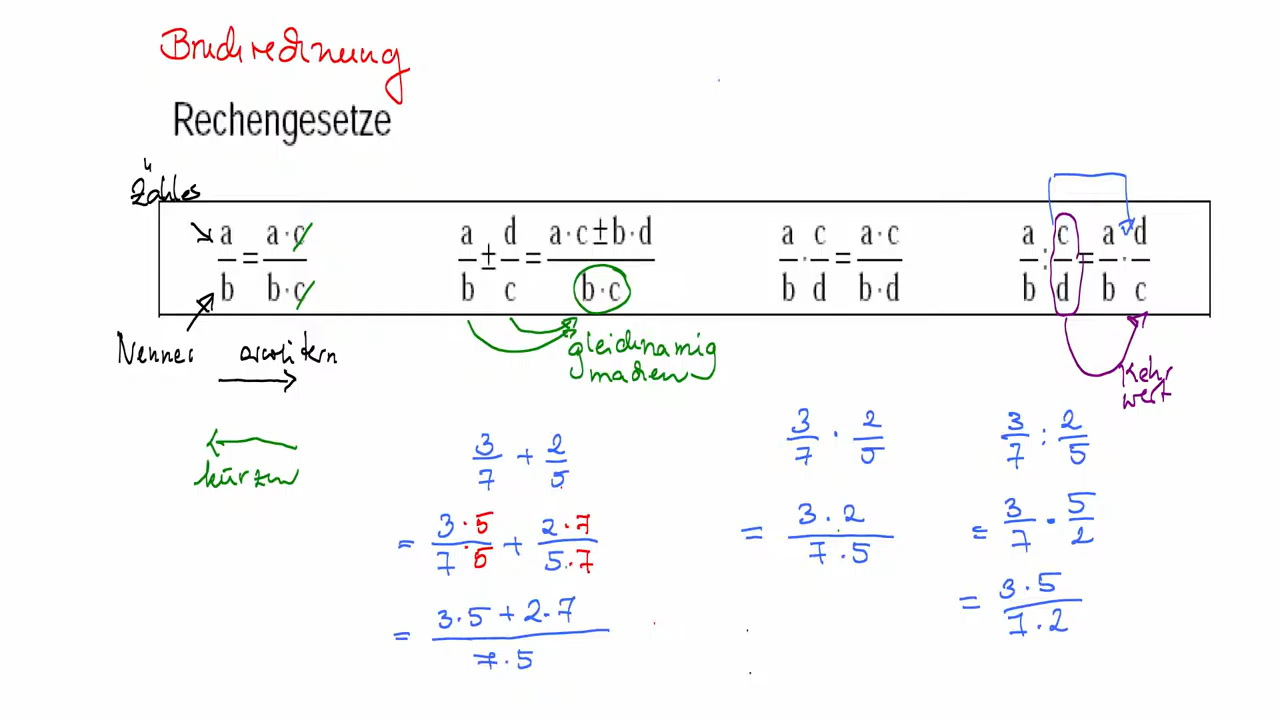 Bruchrechnung
Rechengesetze
Zähler
a/b = a·c/b·c
a/b ± d/c = a·c±b·d/b·c
a/b · c/d = a·c/b·d
a/b : c/d = a/b · d/c
Nenner
erweitern
gleichnamig
machen
Kehr
wert
kürzen
3/7 + 2/5
= 3·5/7·5 + 2·7/5·7
= 3·5+2·7/7·5
3/7 · 2/5
= 3·2/7·5
3/7 : 2/5
= 3/7 · 5/2
= 3·5/7·2